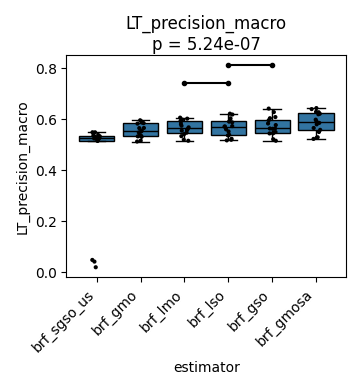 LT_precision_macro
p = 5.24e-07
LT_precision_macro
0.8
0.6
0.4
0.2
0.0
brf_sgso_us
brf_gmo
brf_lmo
brf_lso
brf_gso
brf_gmosa
estimator